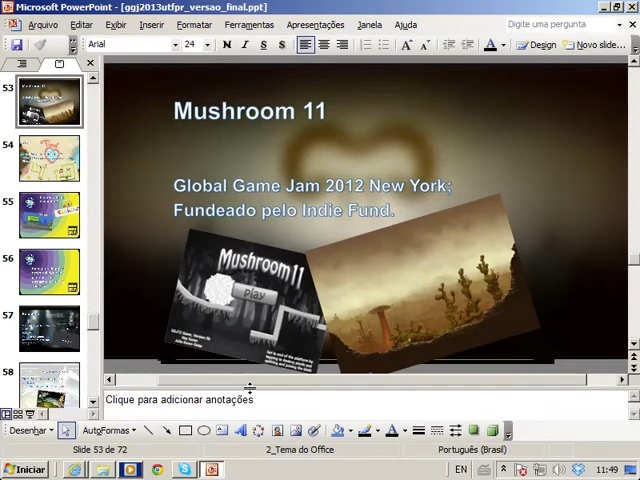 Microsoft PowerPoint - [ggj2013utfpr_versao_final.ppt]
Arquivo Editar Exibir Inserir Formatar Ferramentas Apresentações Janela Ajuda
Digite uma pergunta
Arial 24 N I S Design Novo slide...
53
54
55
56
57
58
Mushroom 11
Global Game Jam 2012 New York;
Fundeado pelo Indie Fund.
Mushroom 11
play
Clique para adicionar anotações
Desenhar AutoFormas
Slide 53 de 72 2_Tema do Office Português (Brasil)
Iniciar EN 11:49